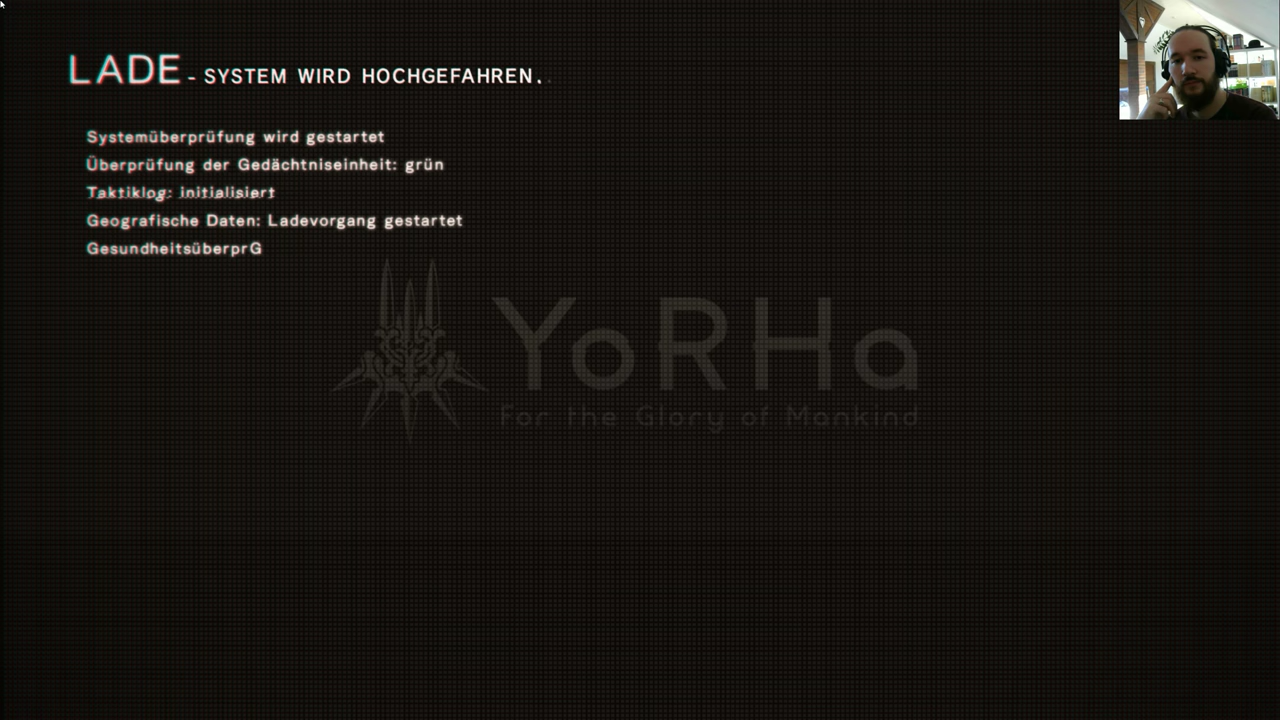 LADE - SYSTEM WIRD HOCHGEFAHREN..
Systemüberprüfung wird gestartet
Überprüfung der Gedächtniseinheit: grün
Taktiklog: initialisiert
Geografische Daten: Ladevorgang gestartet
GesundheitsüberprG
YoRHa
For the Glory of Mankind